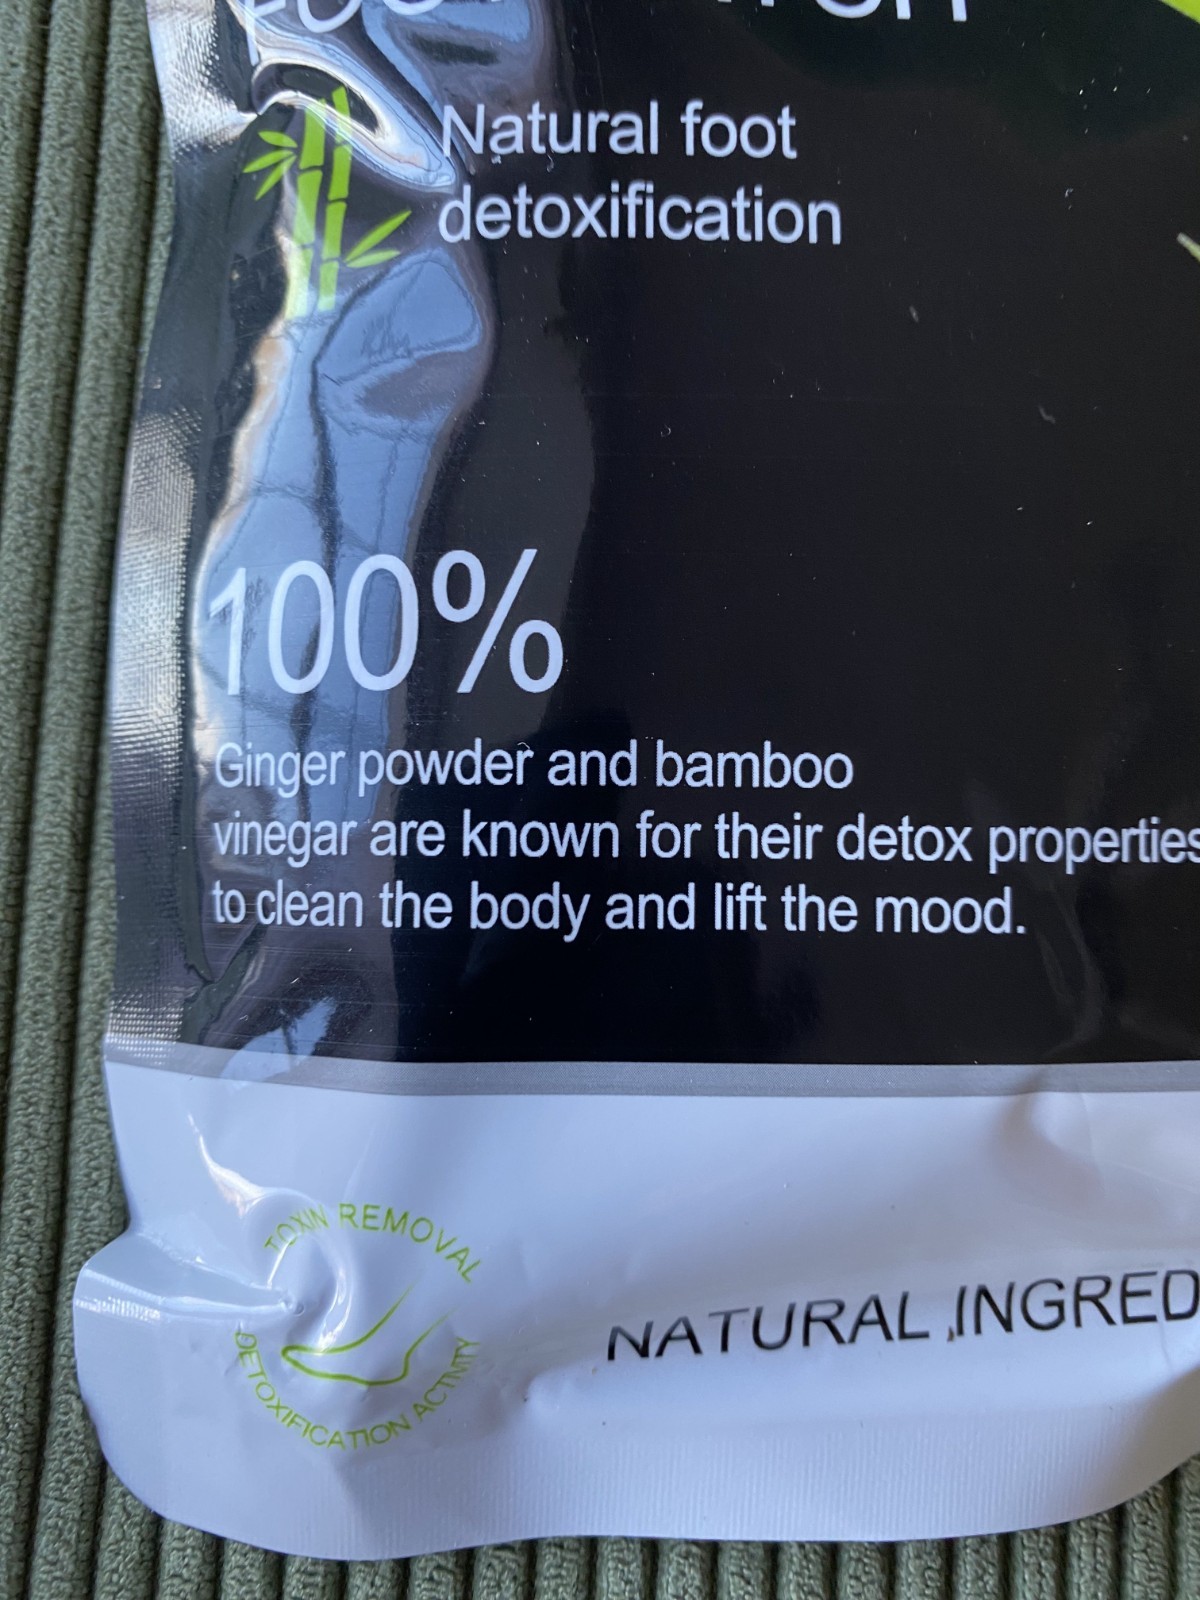 Natural foot
detoxification
100%
Ginger powder and bamboo
vinegar are known for their detox properties
to clean the body and lift the mood.
TOXIN REMOVAL
DETOXIFICATION ACTIVITY
NATURAL